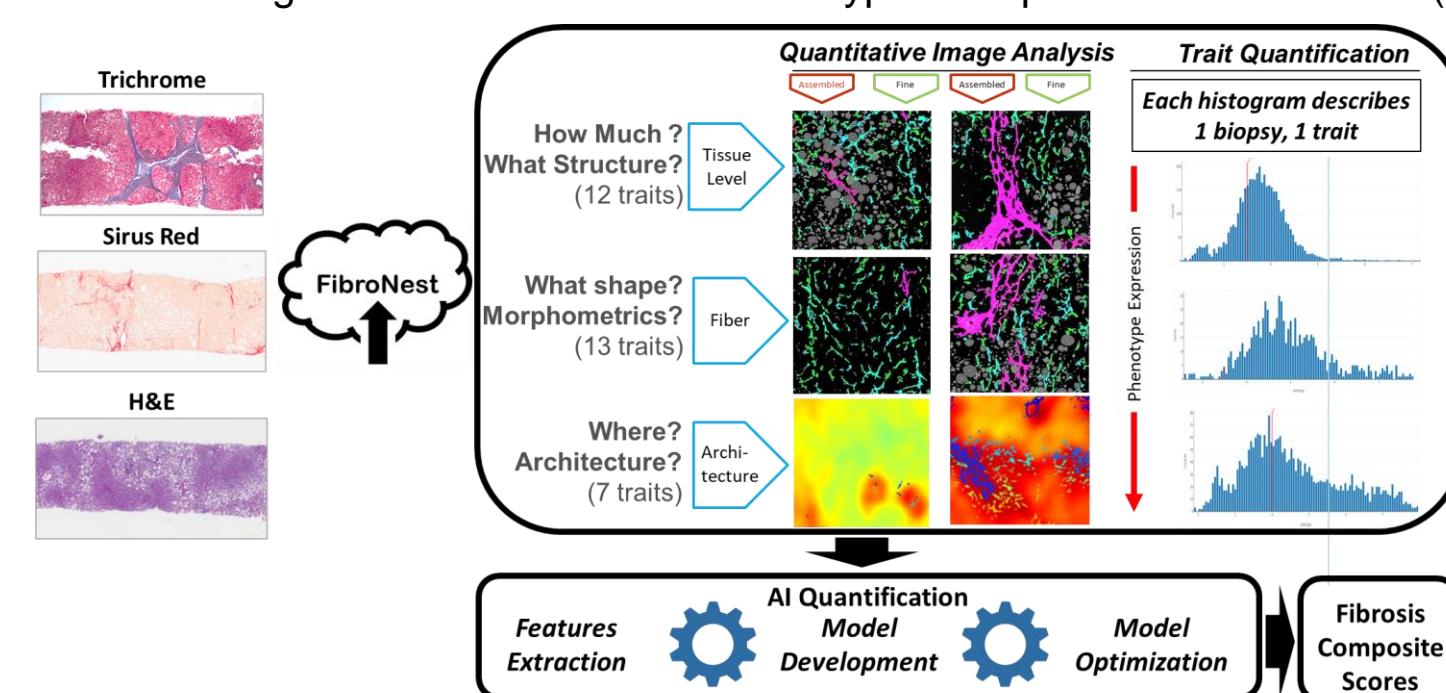 Trichrome
Sirus Red
H&E
FibroNest
Quantitative Image Analysis
Assembled
Fine
Assembled
Fine
How Much ?
What Structure?
(12 traits)
Tissue
Level
What shape?
Morphometrics?
(13 traits)
Fiber
Where?
Architecture?
(7 traits)
Archi-
tecture
Trait Quantification
Each histogram describes
1 biopsy, 1 trait
Phenotype Expression
AI Quantification
Features
Extraction
Model
Development
Model
Optimization
Fibrosis
Composite
Scores